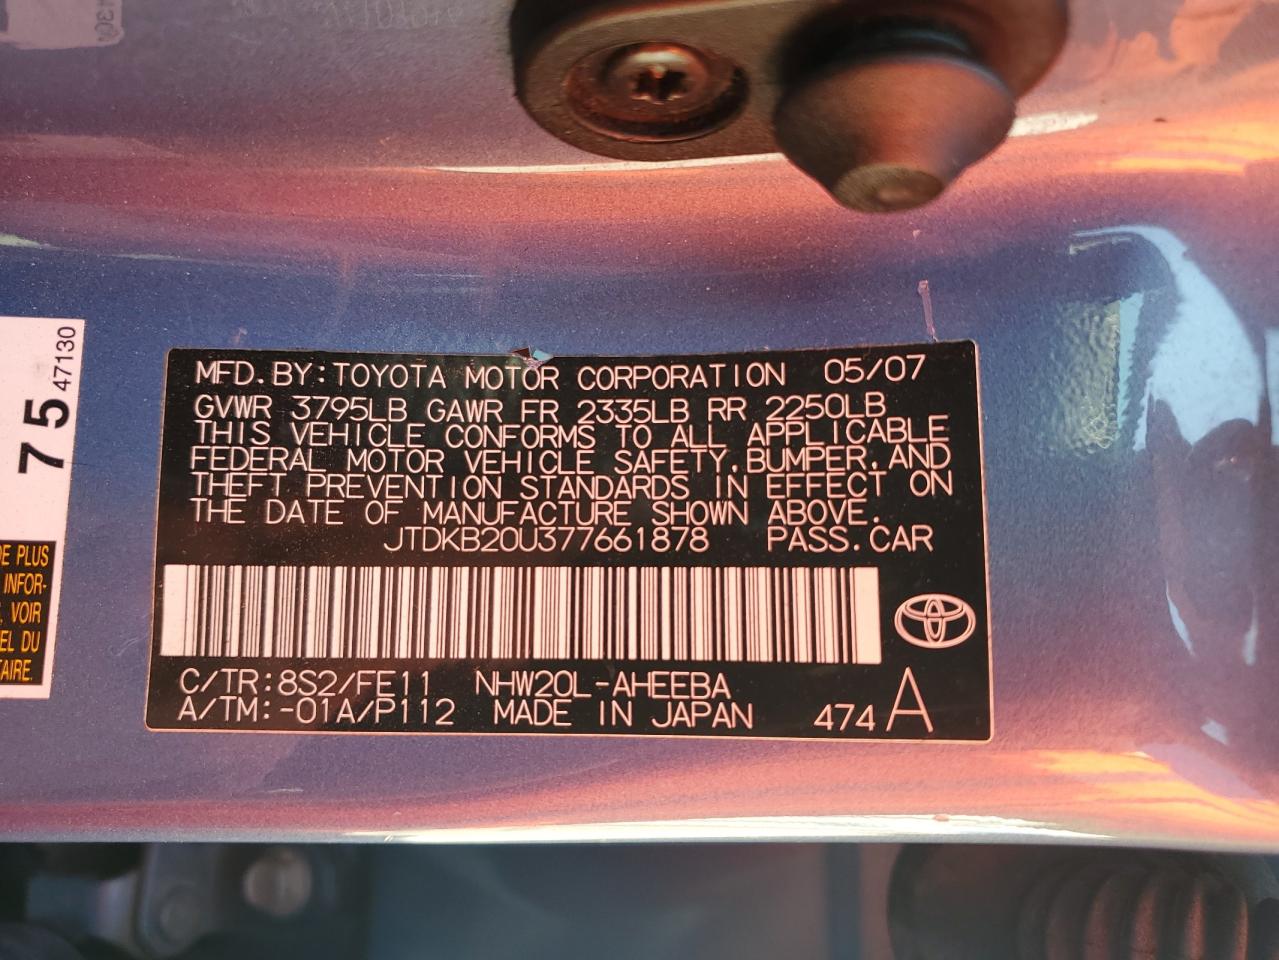 75
47130
DE PLUS
INFOR-
VOIR
EL DU
AIRE.
MFD.BY:TOYOTA MOTOR CORPORATION 05/07
GVWR 3795LB GAWR FR 2335LB RR 2250LB
THIS VEHICLE CONFORMS TO ALL APPLICABLE
FEDERAL MOTOR VEHICLE SAFETY,BUMPER,AND
THEFT PREVENTION STANDARDS IN EFFECT ON
THE DATE OF MANUFACTURE SHOWN ABOVE.
JTDKB20U377661878 PASS.CAR
C/TR:8S2/FE11 NHW20L-AHEEBA
A/TM:-01A/P112 MADE IN JAPAN 474 A